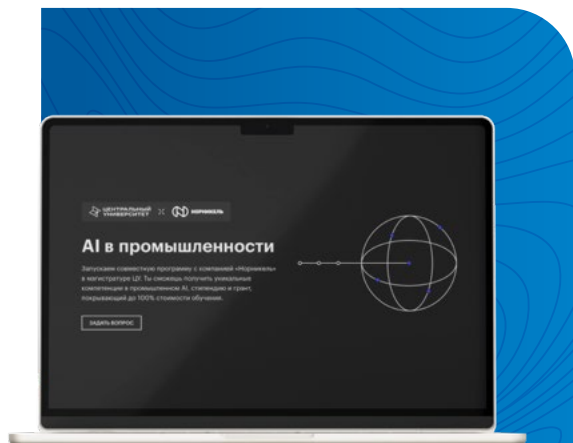 ЦЕНТРАЛЬНЫЙ
УНИВЕРСИТЕТ
НОРНИКЕЛЬ
AI в промышленности
Запускаем совместную программу с компанией «Норникель»
в магистратуре ЦУ. Ты сможешь получить уникальные
компетенции в промышленном AI, стипендию и грант,
покрывающий до 100% стоимости обучения.
ЗАДАТЬ ВОПРОС